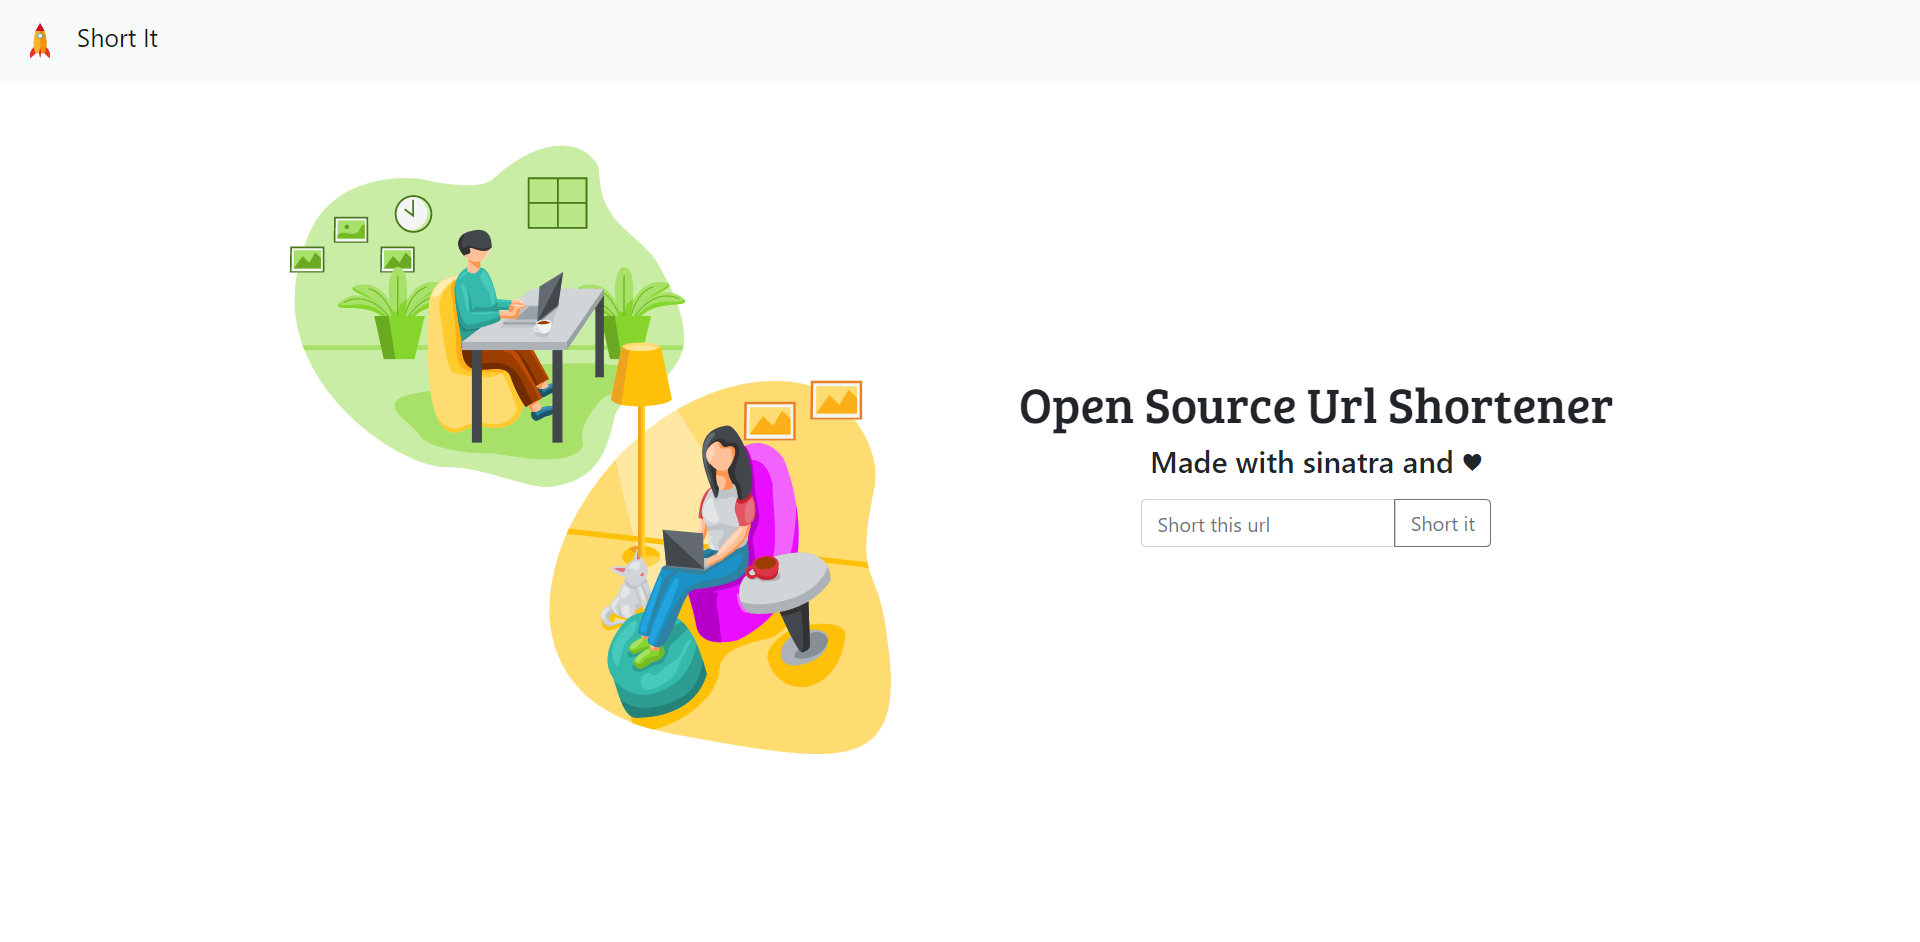 Short It
Open Source Url Shortener
Made with sinatra and ♥
Short this url
Short it